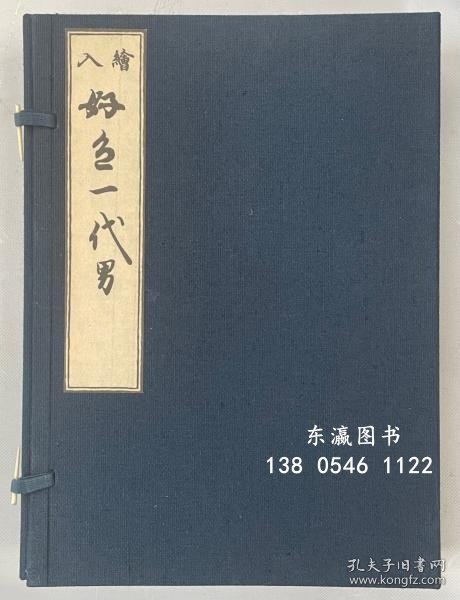 繪入
好色一代男
东瀛图书
138 0546 1122
孔夫子旧书网
www.kongfz.com